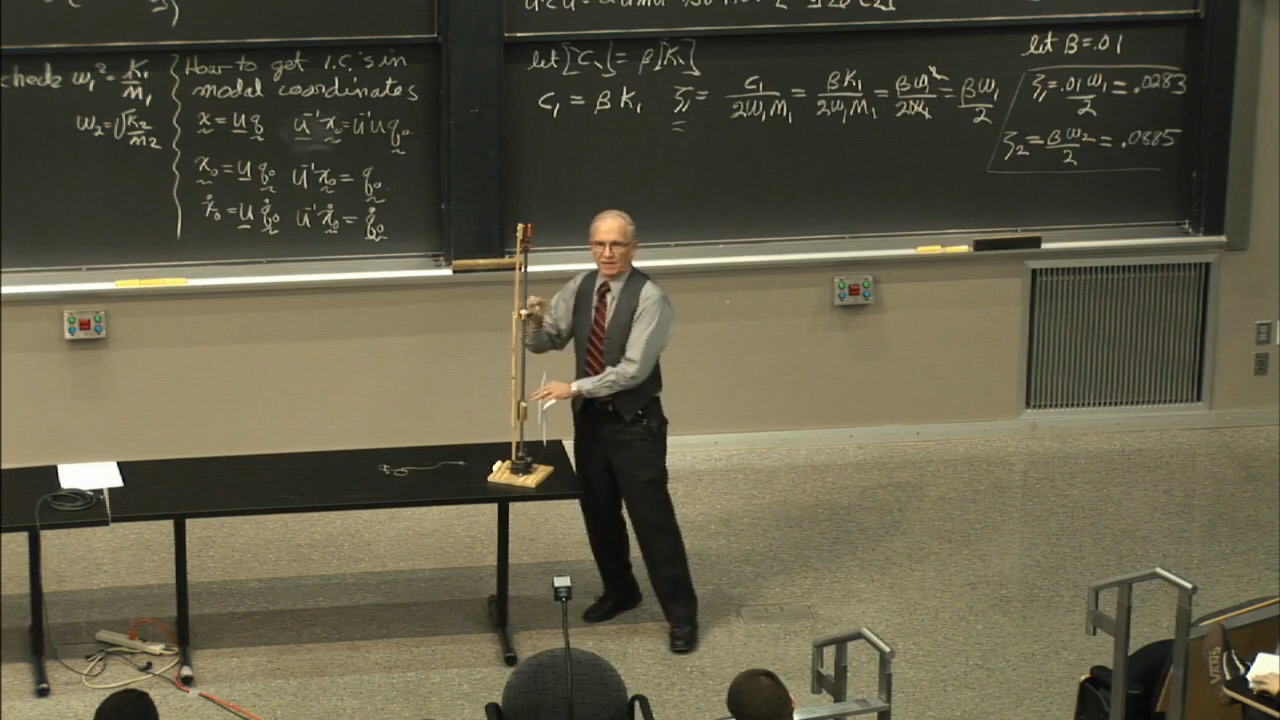 check ω₁² = K₁/M₁
ω₂ = √K₂/M₂
How to get I.C.'s in
modal coordinates
x = u q   u⁻¹x = u⁻¹u q₀
x₀ = u q₀   u⁻¹x₀ = q₀
ẋ₀ = u q̇₀   u⁻¹ẋ₀ = q̇₀
let [C] = β[K]
C₁ = β K₁   ζ₁ = C₁/2ω₁M₁ = βK₁/2ω₁M₁ = βω₁²/2ω₁ = βω₁/2
let B = .01
ζ₁ = .01 ω₁/2 = .0283
ζ₂ = βω₂/2 = .0885
VANS